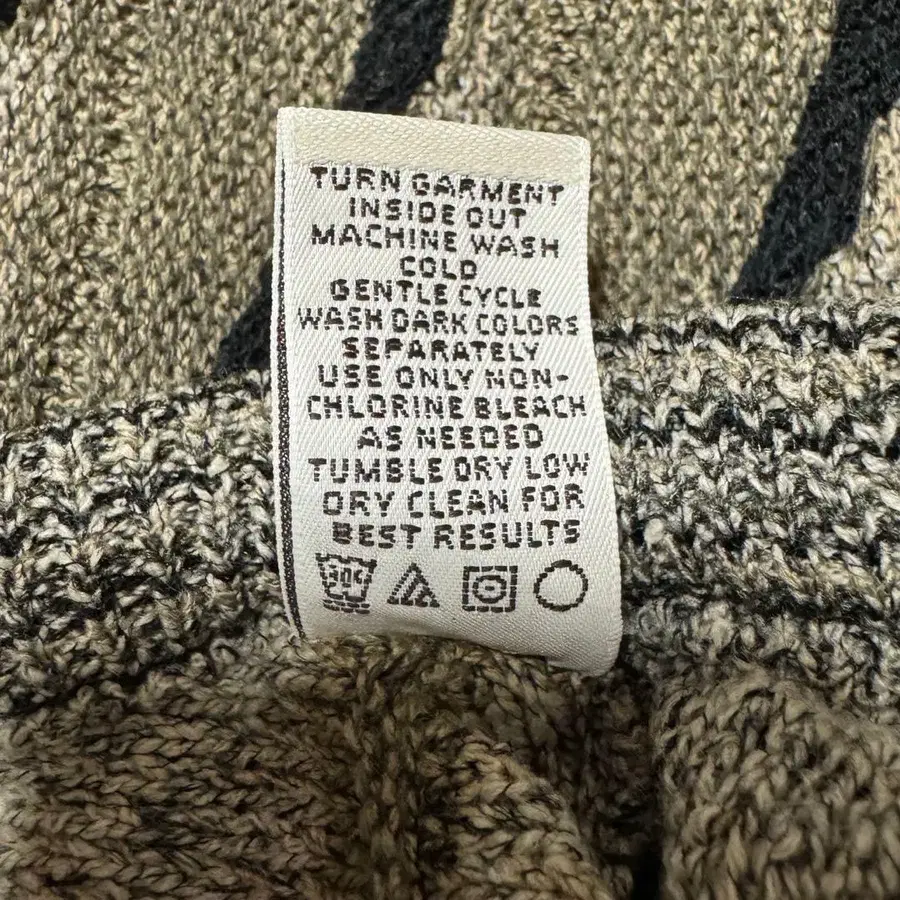 TURN GARMENT
INSIDE OUT
MACHINE WASH
COLD
GENTLE CYCLE
WASH DARK COLORS
SEPARATELY
USE ONLY NON-
CHLORINE BLEACH
AS NEEDED
TUMBLE DRY LOW
DRY CLEAN FOR
BEST RESULTS
30C